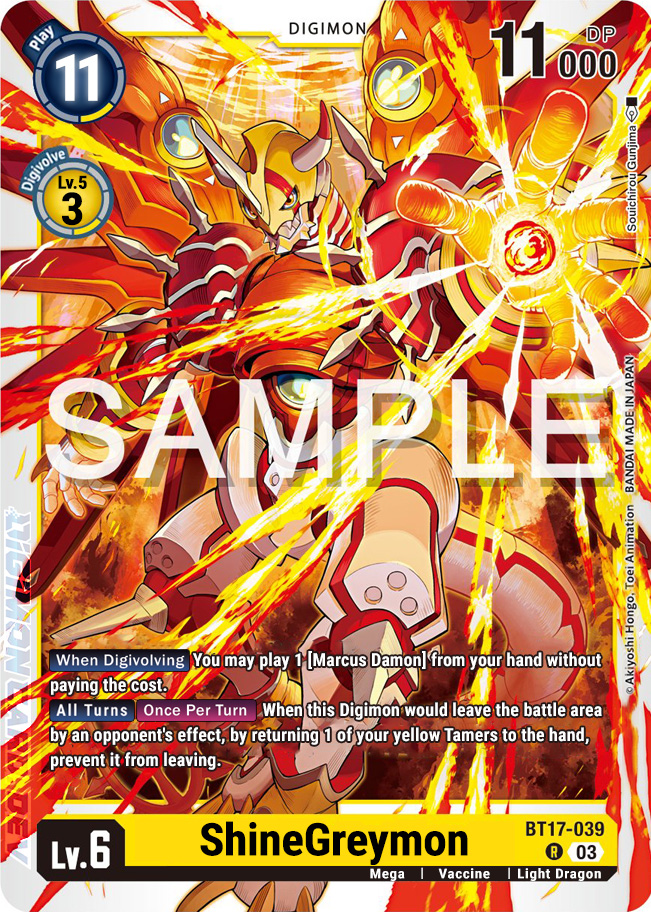 DIGIMON
Play
11
11000
DP
Digivolve
Lv.5
3
Souichirou Gunjima
SAMPLE
©Akiyoshi Hongo, Toei Animation BANDAI MADE IN JAPAN
When Digivolving You may play 1 [Marcus Damon] from your hand without
paying the cost.
All Turns Once Per Turn When this Digimon would leave the battle area
by an opponent's effect, by returning 1 of your yellow Tamers to the hand,
prevent it from leaving.
BT17-039
Lv.6
ShineGreymon
R 03
Mega | Vaccine | Light Dragon